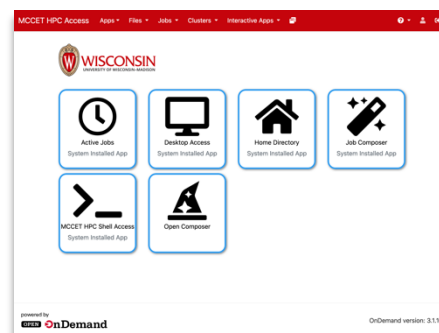 MCCET HPC Access Apps Files Jobs Clusters Interactive Apps
W WISCONSIN
UNIVERSITY OF WISCONSIN-MADISON
Active Jobs
System Installed App
Desktop Access
System Installed App
Home Directory
System Installed App
Job Composer
System Installed App
MCCET HPC Shell Access
System Installed App
Open Composer
powered by
OPEN OnDemand
OnDemand version: 3.1.1